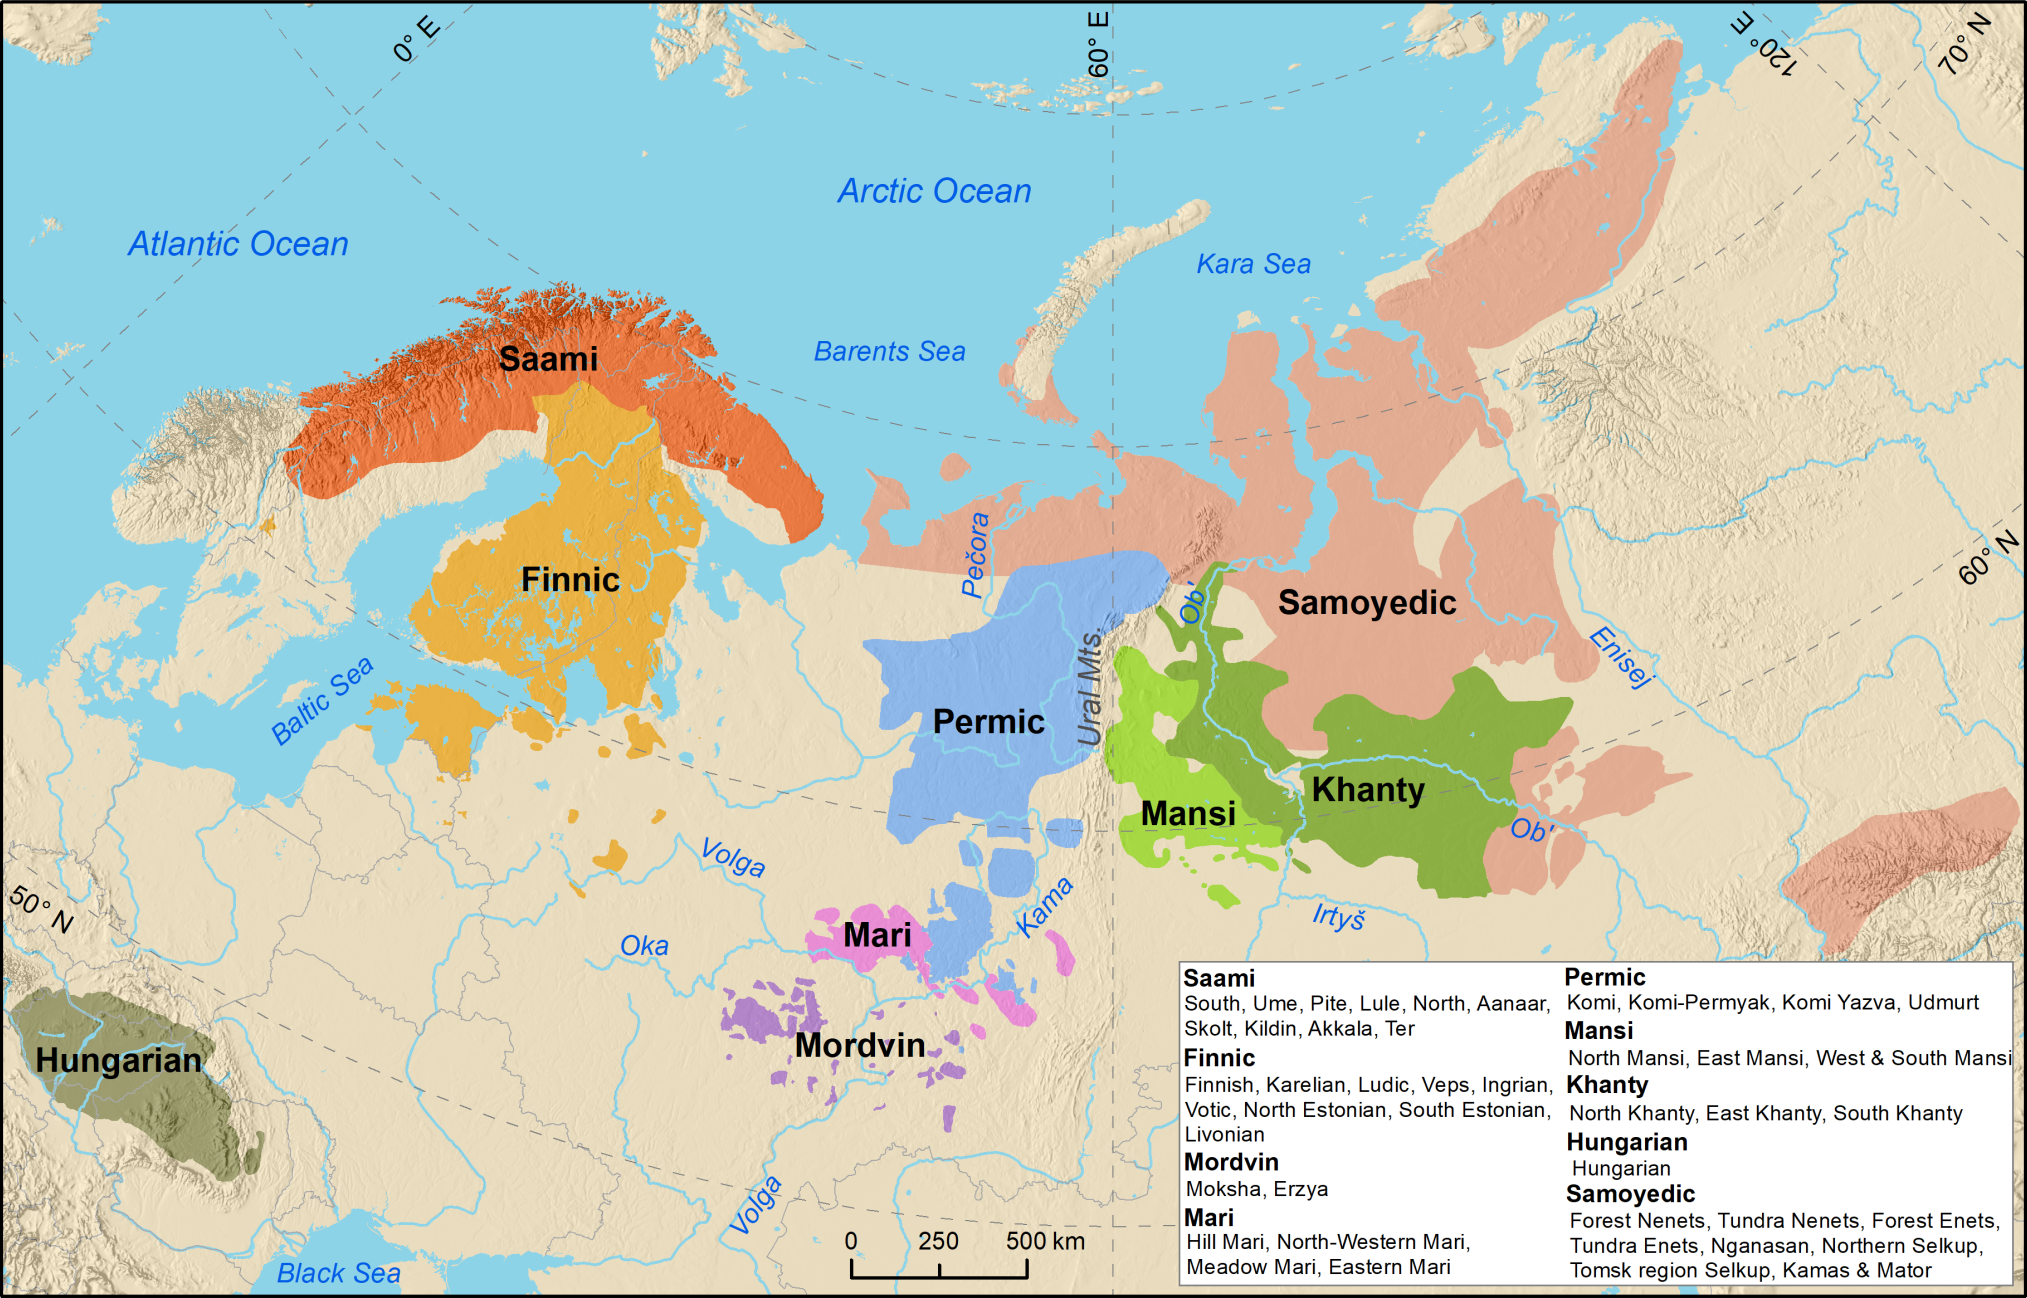 0° E
60° E
120° E
70° N
Arctic Ocean
Atlantic Ocean
Kara Sea
Barents Sea
Saami
Pečora
60° N
Finnic
Ob'
Samoyedic
Enisej
Baltic Sea
Ural Mts.
Permic
Khanty
Mansi
Ob'
Volga
50° N
Kama
Irtyš
Mari
Oka
Mordvin
Hungarian
Volga
Black Sea
0 250 500 km
Saami
South, Ume, Pite, Lule, North, Aanaar,
Skolt, Kildin, Akkala, Ter
Finnic
Finnish, Karelian, Ludic, Veps, Ingrian,
Votic, North Estonian, South Estonian,
Livonian
Mordvin
Moksha, Erzya
Mari
Hill Mari, North-Western Mari,
Meadow Mari, Eastern Mari
Permic
Komi, Komi-Permyak, Komi Yazva, Udmurt
Mansi
North Mansi, East Mansi, West & South Mansi
Khanty
North Khanty, East Khanty, South Khanty
Hungarian
Hungarian
Samoyedic
Forest Nenets, Tundra Nenets, Forest Enets,
Tundra Enets, Nganasan, Northern Selkup,
Tomsk region Selkup, Kamas & Mator